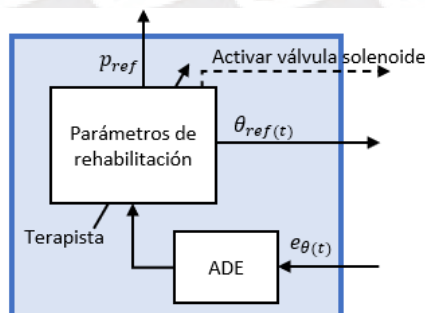 p_ref
Activar válvula solenoide
Parámetros de
rehabilitación
θ_ref(t)
Terapista
ADE
e_θ(t)